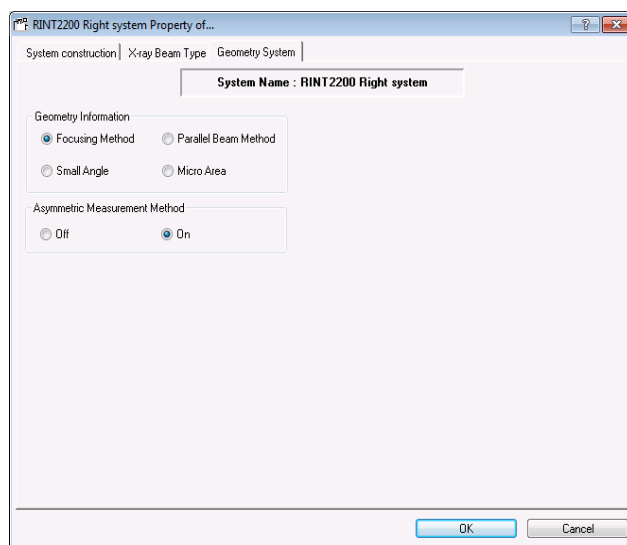 RINT2200 Right system Property of...
System construction X-ray Beam Type Geometry System
System Name : RINT2200 Right system
Geometry Information
Focusing Method Parallel Beam Method
Small Angle Micro Area
Asymmetric Measurement Method
Off On
OK Cancel